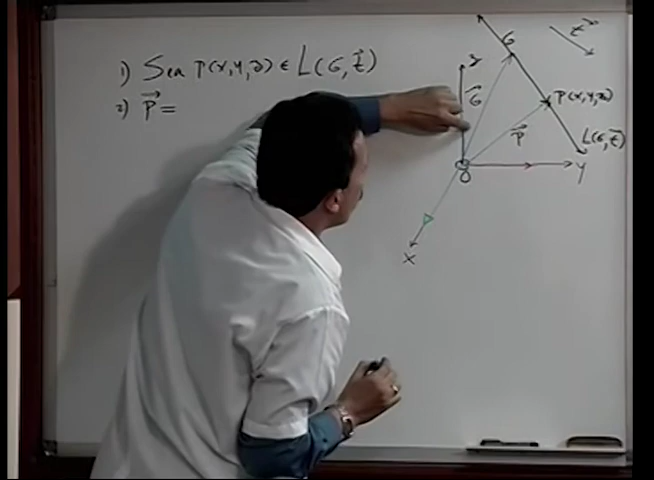 1) Sea P(x,y,z) ∈ L(G,t⃗)
2) P⃗ =
G
t⃗
z
G⃗
P(x,y,z)
P⃗
L(G,t⃗)
O
y
x